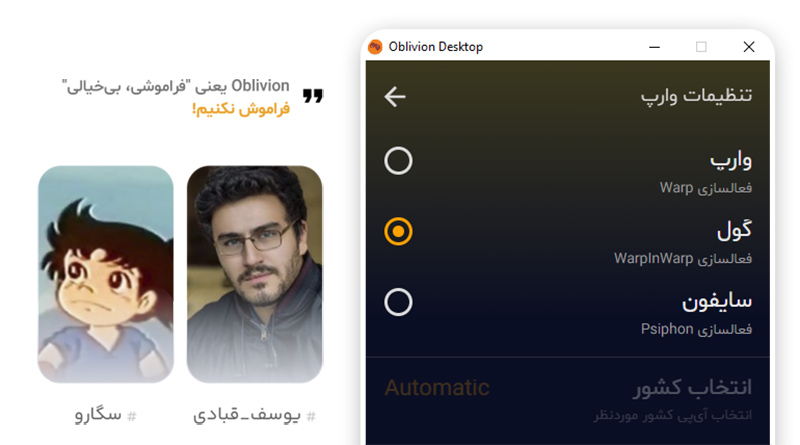 Oblivion یعنی "فراموشی، بی‌خیالی"
فراموش نکنیم!
# یوسف_قبادی
# سگارو
Oblivion Desktop
تنظیمات وارپ
وارپ
فعالسازی Warp
گول
فعالسازی WarpInWarp
سایفون
فعالسازی Psiphon
انتخاب کشور
Automatic
انتخاب آی‌پی کشور موردنظر